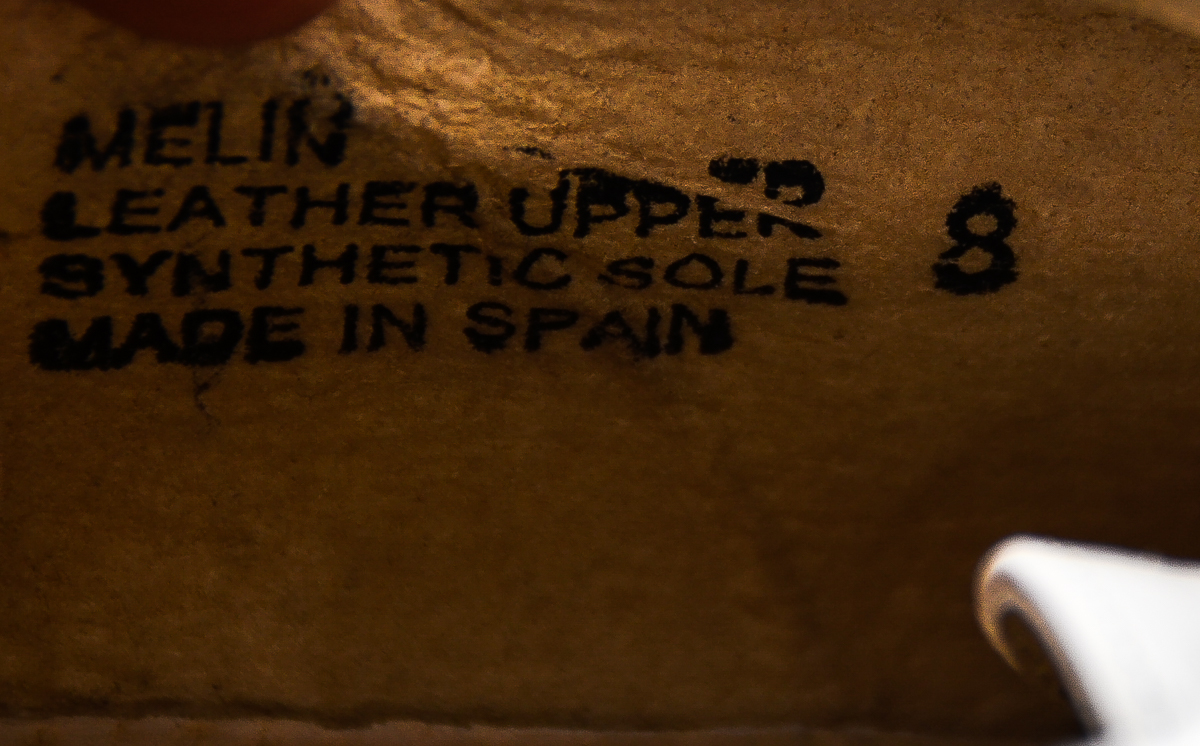 MELIN
LEATHER UPPER 8
SYNTHETIC SOLE
MADE IN SPAIN